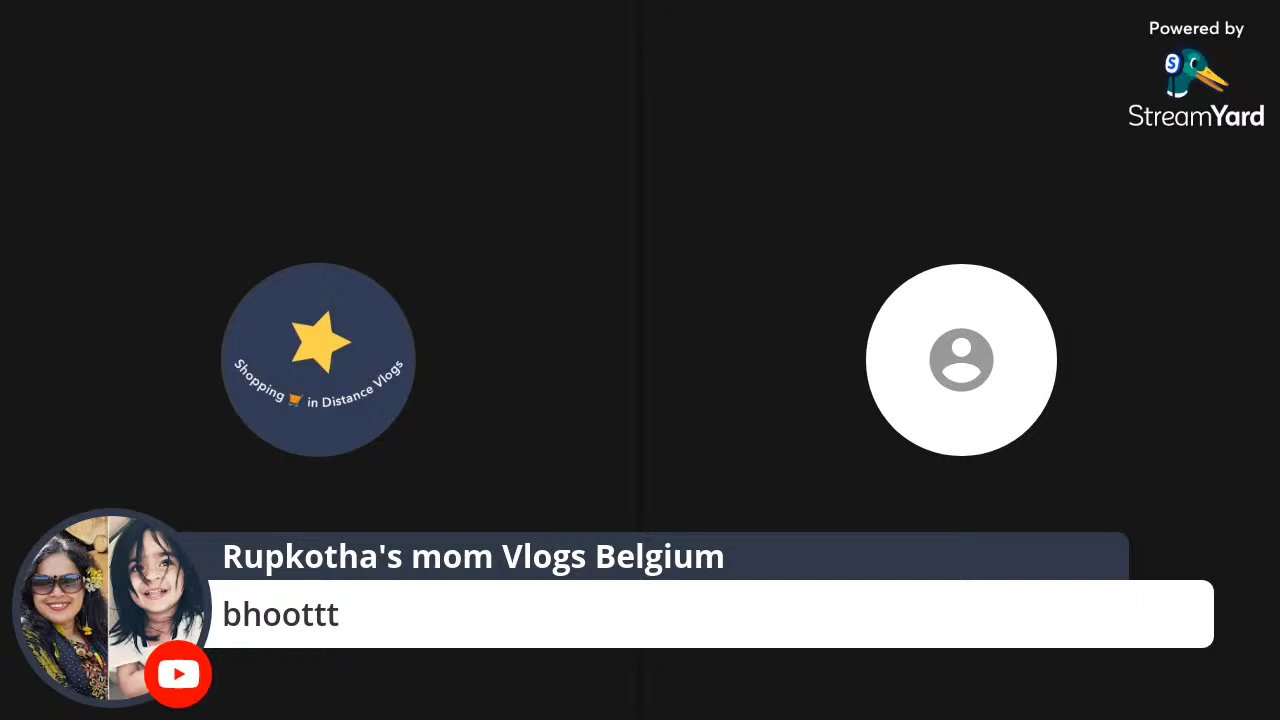 Powered by
StreamYard
Shopping 🛒 in Distance Vlogs
Rupkotha's mom Vlogs Belgium
bhoottt